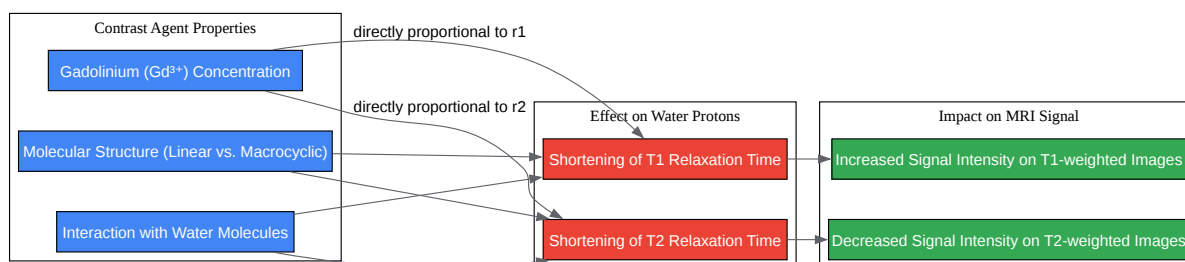 Contrast Agent Properties
directly proportional to r1
Gadolinium (Gd³⁺) Concentration
directly proportional to r2
Effect on Water Protons
Impact on MRI Signal
Molecular Structure (Linear vs. Macrocyclic)
Shortening of T1 Relaxation Time
Increased Signal Intensity on T1-weighted Images
Interaction with Water Molecules
Shortening of T2 Relaxation Time
Decreased Signal Intensity on T2-weighted Images